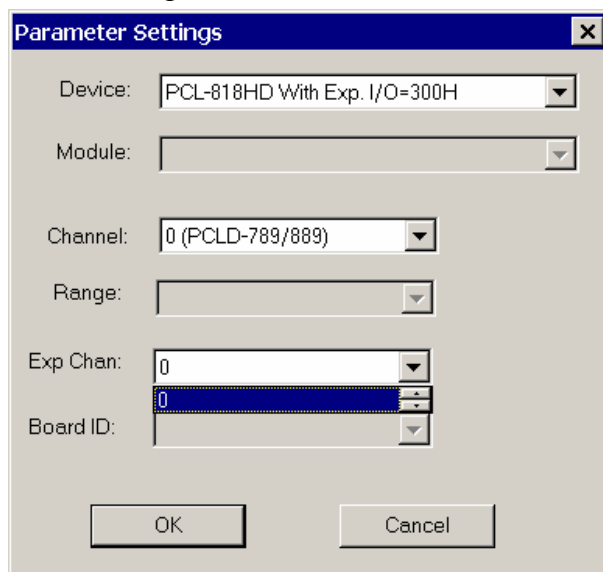 Parameter Settings
Device: PCL-818HD With Exp. I/O=300H
Module:
Channel: 0 (PCLD-789/889)
Range:
Exp Chan: 0
0
Board ID:
OK Cancel